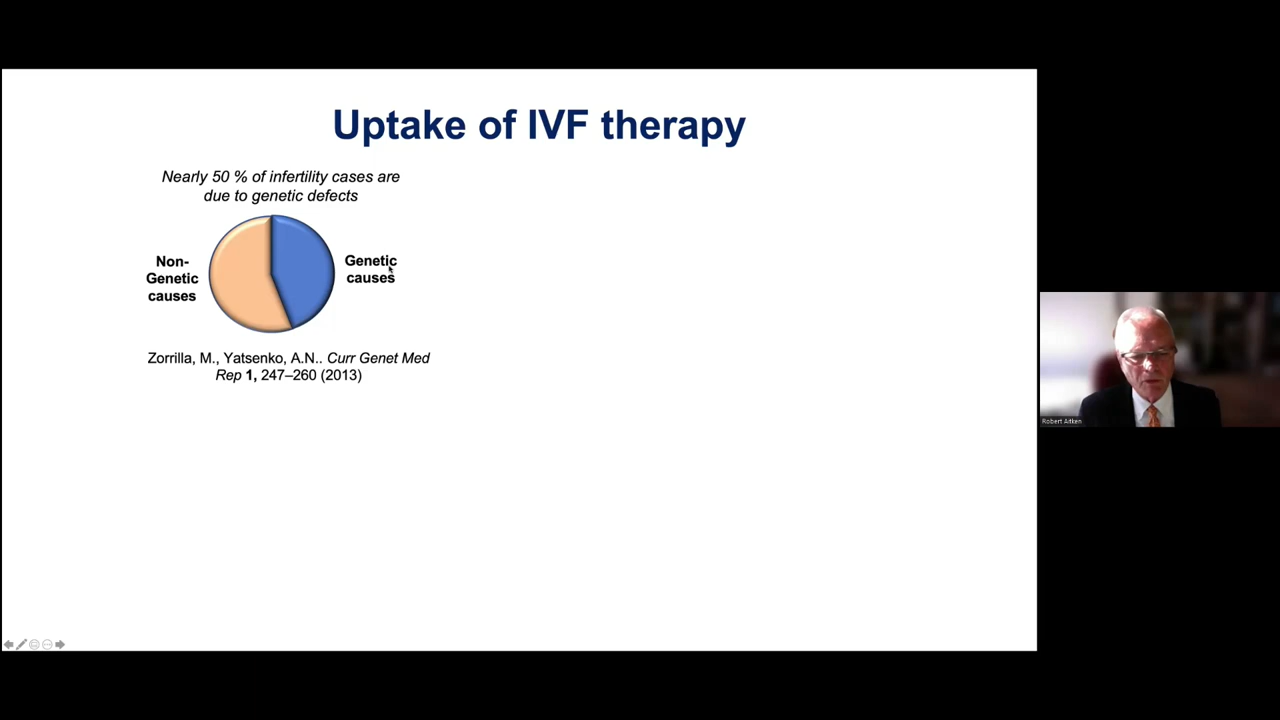 Uptake of IVF therapy
Nearly 50 % of infertility cases are
due to genetic defects
Non-
Genetic
causes
Genetic
causes
Zorrilla, M., Yatsenko, A.N.. Curr Genet Med
Rep 1, 247–260 (2013)
Robert Aitken